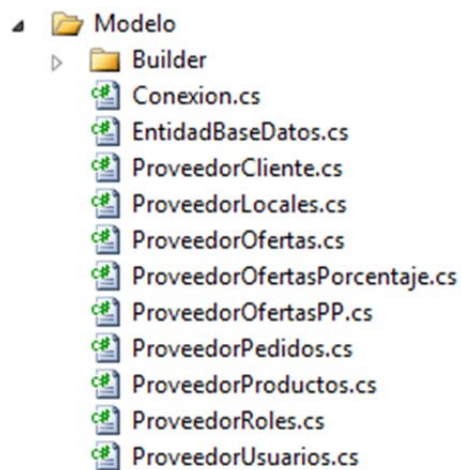 Modelo
Builder
Conexion.cs
EntidadBaseDatos.cs
ProveedorCliente.cs
ProveedorLocales.cs
ProveedorOfertas.cs
ProveedorOfertasPorcentaje.cs
ProveedorOfertasPP.cs
ProveedorPedidos.cs
ProveedorProductos.cs
ProveedorRoles.cs
ProveedorUsuarios.cs